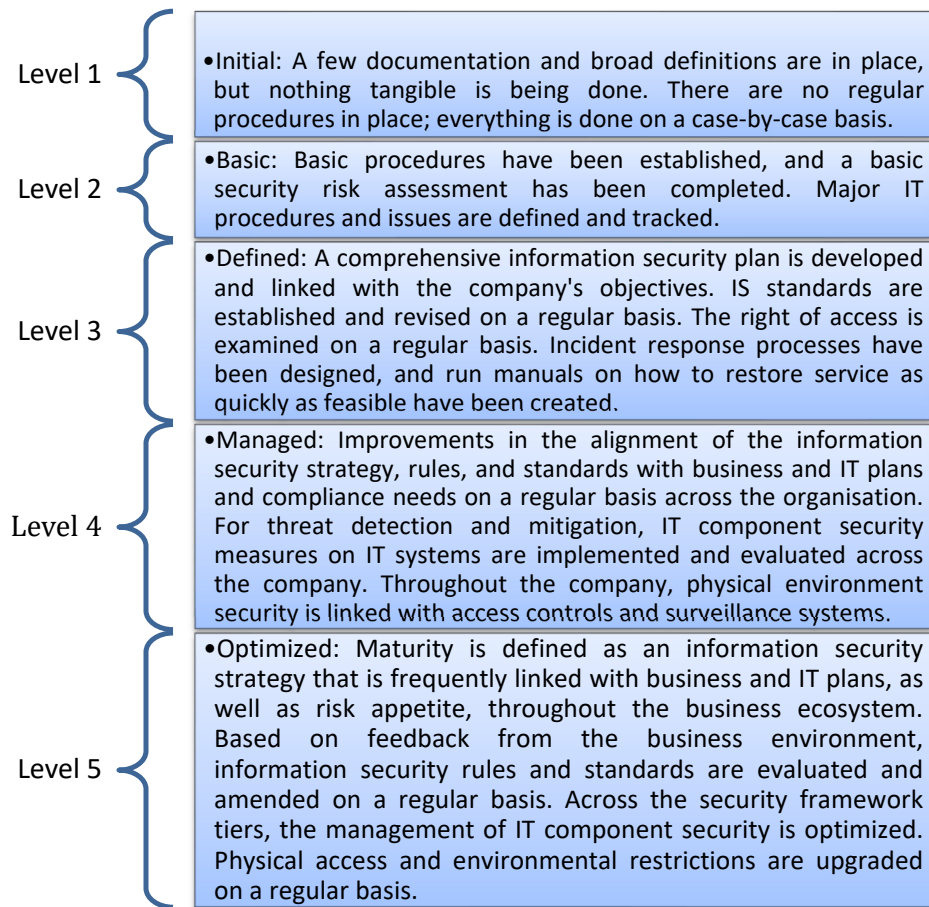 Level 1
•Initial: A few documentation and broad definitions are in place,
but nothing tangible is being done. There are no regular
procedures in place; everything is done on a case-by-case basis.
Level 2
•Basic: Basic procedures have been established, and a basic
security risk assessment has been completed. Major IT
procedures and issues are defined and tracked.
Level 3
•Defined: A comprehensive information security plan is developed
and linked with the company's objectives. IS standards are
established and revised on a regular basis. The right of access is
examined on a regular basis. Incident response processes have
been designed, and run manuals on how to restore service as
quickly as feasible have been created.
Level 4
•Managed: Improvements in the alignment of the information
security strategy, rules, and standards with business and IT plans
and compliance needs on a regular basis across the organisation.
For threat detection and mitigation, IT component security
measures on IT systems are implemented and evaluated across
the company. Throughout the company, physical environment
security is linked with access controls and surveillance systems.
Level 5
•Optimized: Maturity is defined as an information security
strategy that is frequently linked with business and IT plans, as
well as risk appetite, throughout the business ecosystem.
Based on feedback from the business environment,
information security rules and standards are evaluated and
amended on a regular basis. Across the security framework
tiers, the management of IT component security is optimized.
Physical access and environmental restrictions are upgraded
on a regular basis.